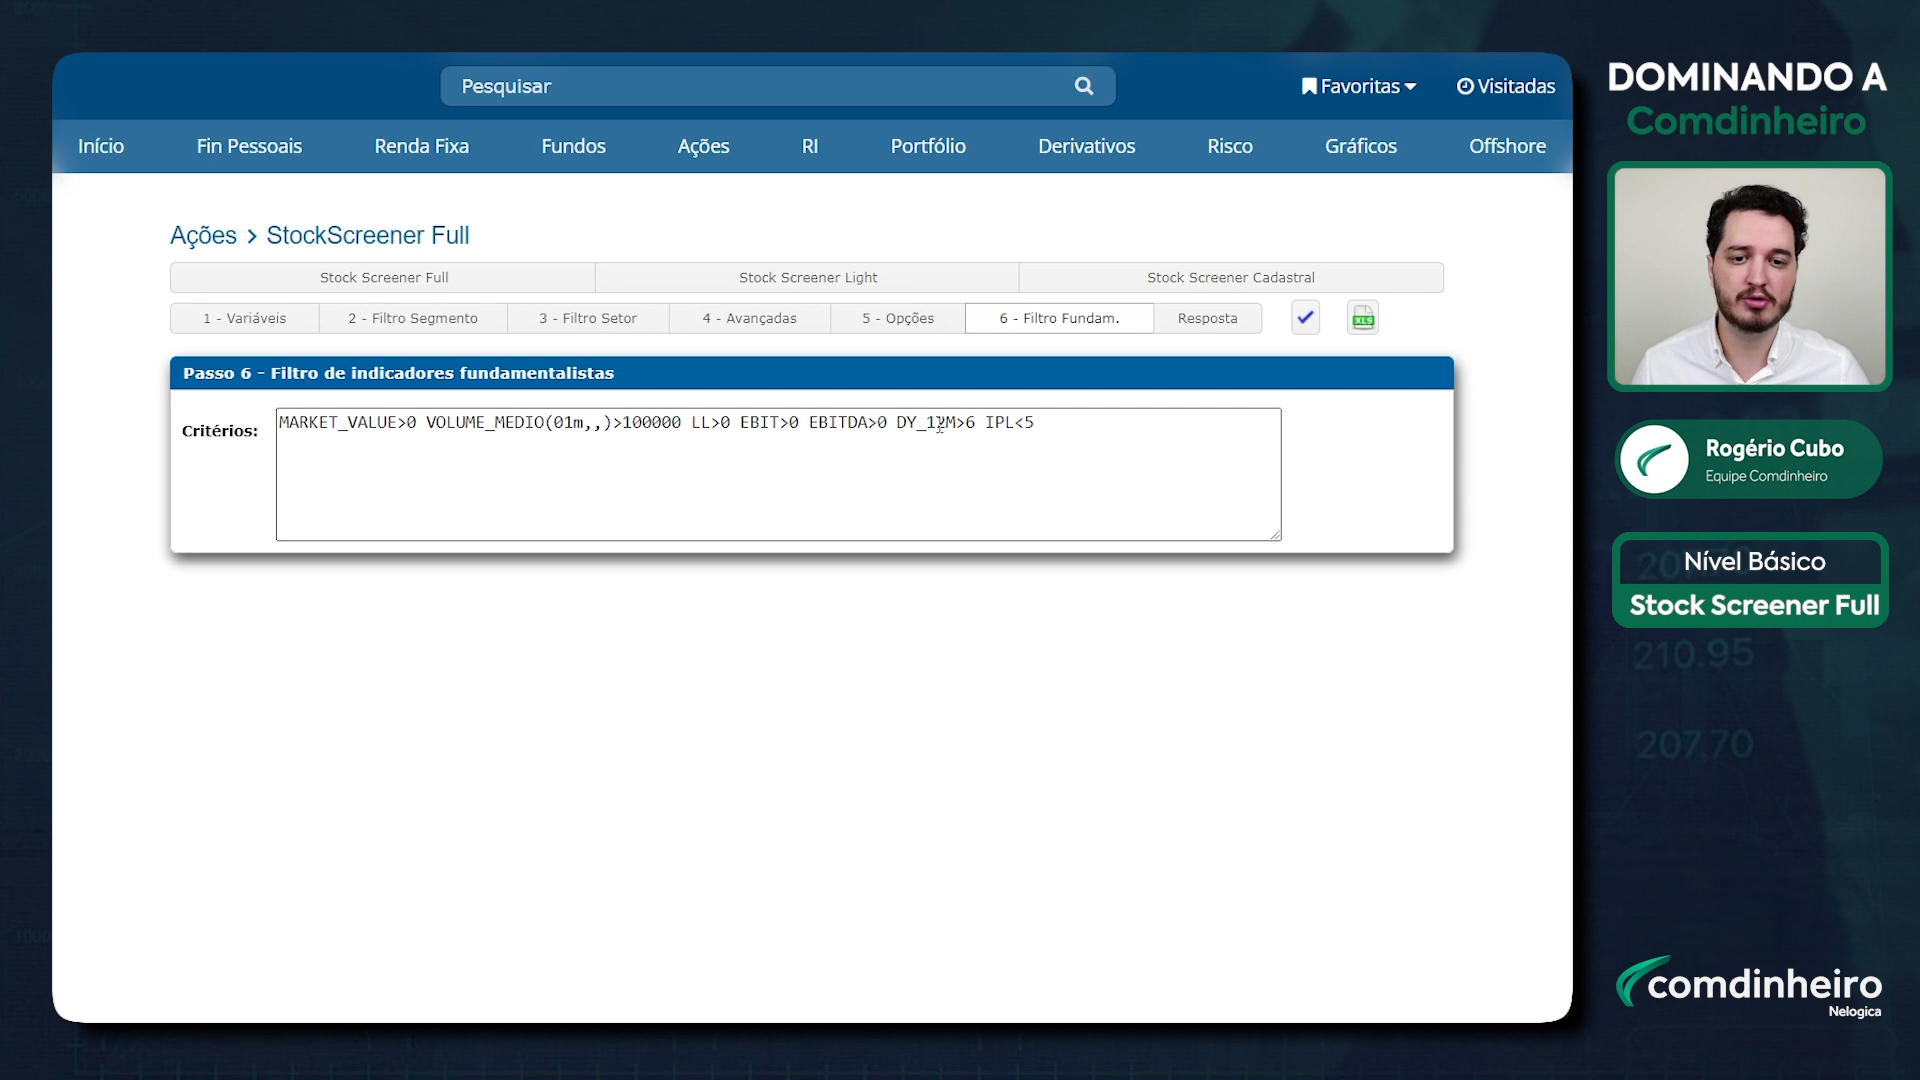 Pesquisar
Favoritas
Visitadas
Início
Fin Pessoais
Renda Fixa
Fundos
Ações
RI
Portfólio
Derivativos
Risco
Gráficos
Offshore
Ações > StockScreener Full
Stock Screener Full
Stock Screener Light
Stock Screener Cadastral
1 - Variáveis
2 - Filtro Segmento
3 - Filtro Setor
4 - Avançadas
5 - Opções
6 - Filtro Fundam.
Resposta
XLS
Passo 6 - Filtro de indicadores fundamentalistas
Critérios:
MARKET_VALUE>0 VOLUME_MEDIO(01m,,)>100000 LL>0 EBIT>0 EBITDA>0 DY_12M>6 IPL<5
DOMINANDO A
Comdinheiro
Rogério Cubo
Equipe Comdinheiro
Nível Básico
Stock Screener Full
210.95
207.70
comdinheiro
Nelogica